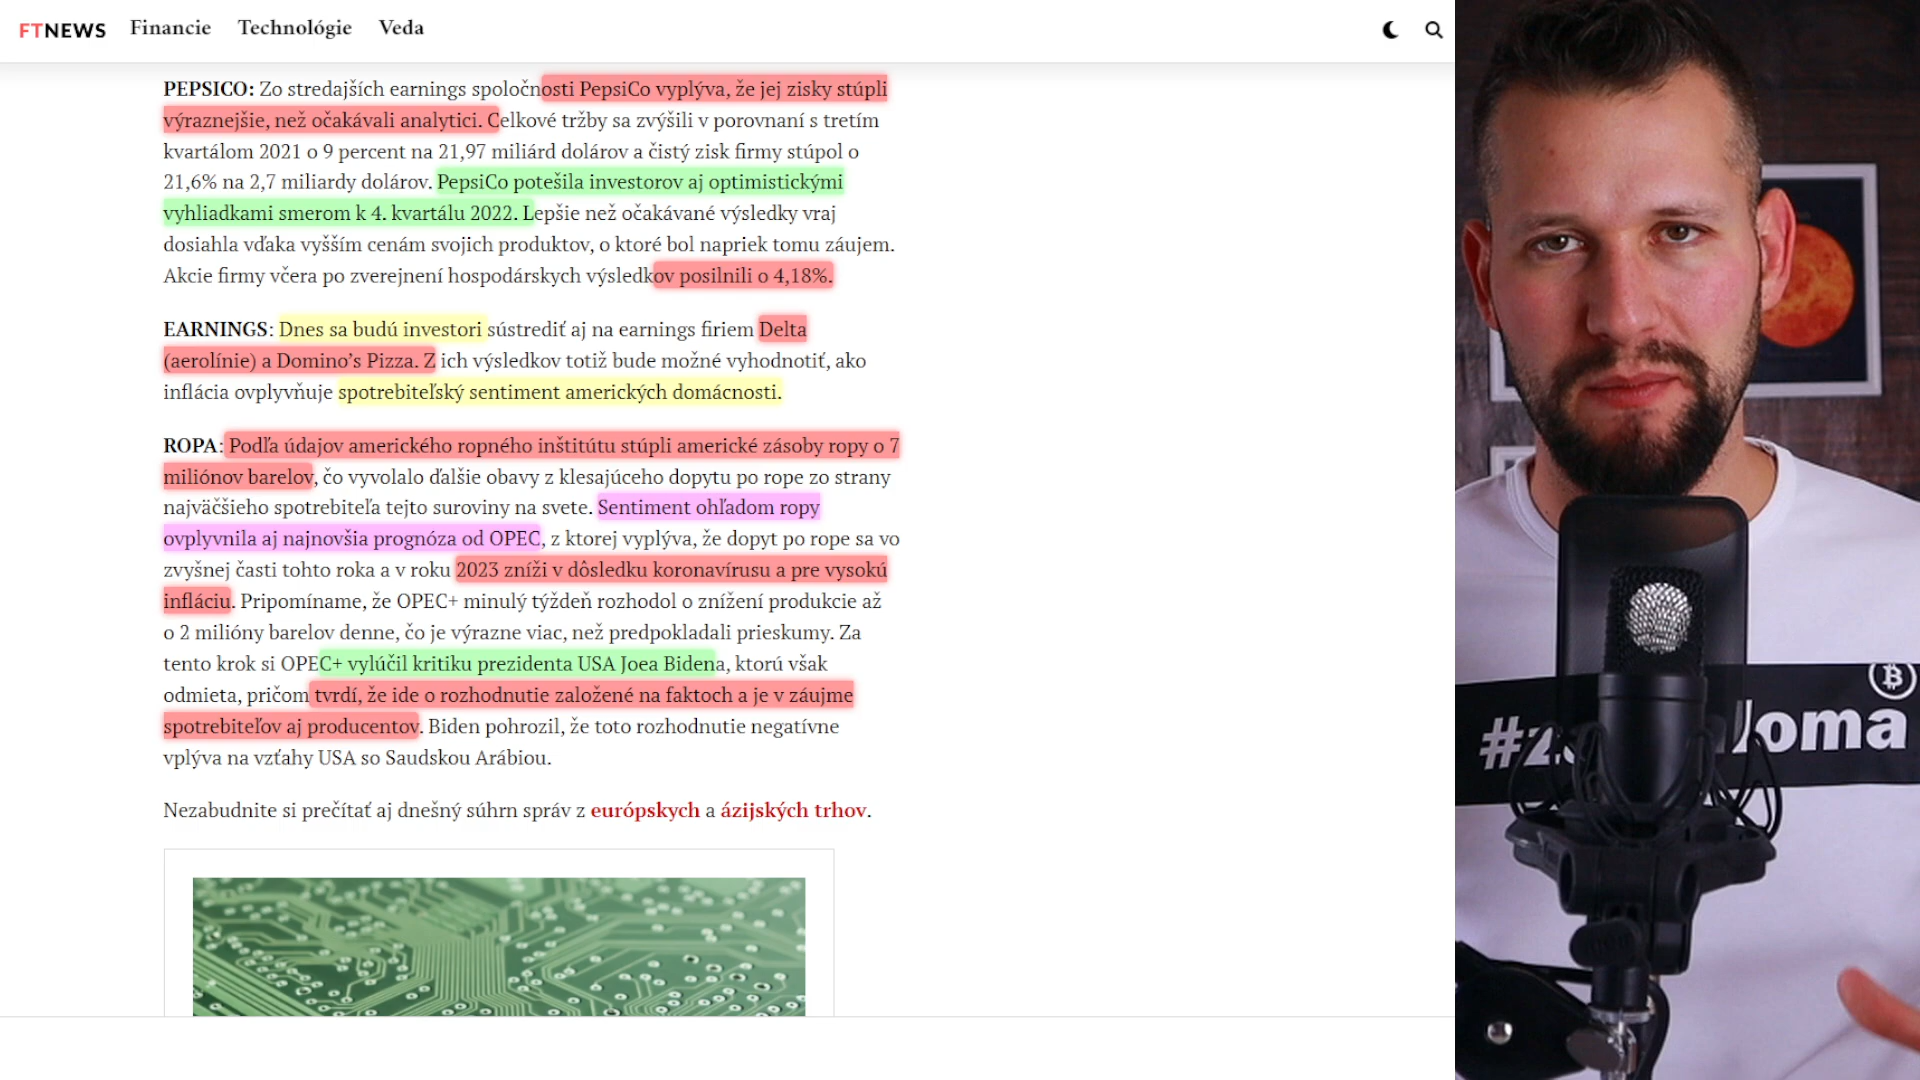 FTNEWS Financie Technológie Veda
PEPSICO: Zo stredajších earnings spoločnosti PepsiCo vyplýva, že jej zisky stúpli
výraznejšie, než očakávali analytici. Celkové tržby sa zvýšili v porovnaní s tretím
kvartálom 2021 o 9 percent na 21,97 miliárd dolárov a čistý zisk firmy stúpol o
21,6% na 2,7 miliardy dolárov. PepsiCo potešila investorov aj optimistickými
vyhliadkami smerom k 4. kvartálu 2022. Lepšie než očakávané výsledky vraj
dosiahla vďaka vyšším cenám svojich produktov, o ktoré bol napriek tomu záujem.
Akcie firmy včera po zverejnení hospodárskych výsledkov posilnili o 4,18%.
EARNINGS: Dnes sa budú investori sústrediť aj na earnings firiem Delta
(aerolínie) a Domino's Pizza. Z ich výsledkov totiž bude možné vyhodnotiť, ako
inflácia ovplyvňuje spotrebiteľský sentiment amerických domácnosti.
ROPA: Podľa údajov amerického ropného inštitútu stúpli americké zásoby ropy o 7
miliónov barelov, čo vyvolalo ďalšie obavy z klesajúceho dopytu po rope zo strany
najväčšieho spotrebiteľa tejto suroviny na svete. Sentiment ohľadom ropy
ovplyvnila aj najnovšia prognóza od OPEC, z ktorej vyplýva, že dopyt po rope sa vo
zvyšnej časti tohto roka a v roku 2023 zníži v dôsledku koronavírusu a pre vysokú
infláciu. Pripomíname, že OPEC+ minulý týždeň rozhodol o znížení produkcie až
o 2 milióny barelov denne, čo je výrazne viac, než predpokladali prieskumy. Za
tento krok si OPEC+ vylúčil kritiku prezidenta USA Joea Bidena, ktorú však
odmieta, pričom tvrdí, že ide o rozhodnutie založené na faktoch a je v záujme
spotrebiteľov aj producentov. Biden pohrozil, že toto rozhodnutie negatívne
vplýva na vzťahy USA so Saudskou Arábiou.
Nezabudnite si prečítať aj dnešný súhrn správ z európskych a ázijských trhov.